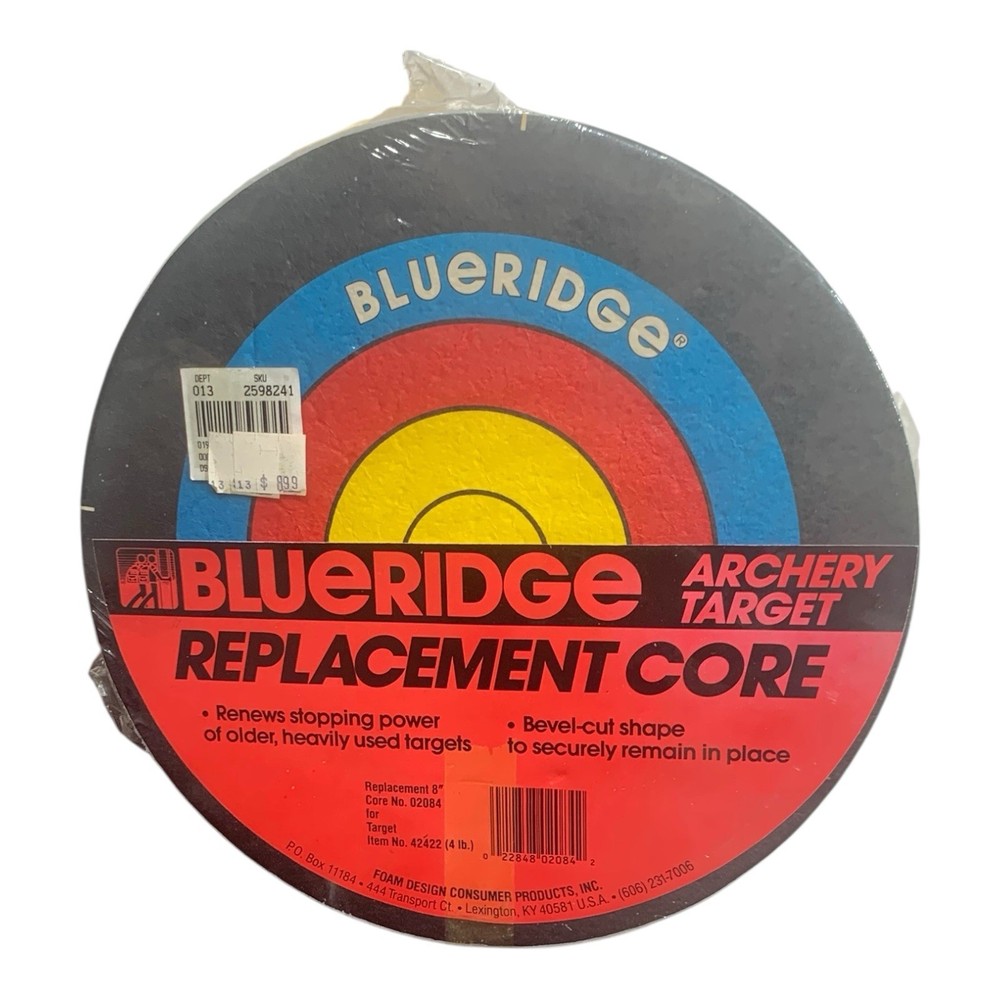 BLUeRIDGe®
DEPT SKU
013 2598241
$ 899
BLUeRIDGe
ARCHERY
TARGET
REPLACEMENT CORE
• Renews stopping power
of older, heavily used targets
• Bevel-cut shape
to securely remain in place
Replacement 8"
Core No. 02084
for
Target
Item No. 42422 (4 lb.)
0 22848 02084 2
FOAM DESIGN CONSUMER PRODUCTS, INC.
P.O. Box 11184 • 444 Transport Ct. • Lexington, KY 40581 U.S.A. • (606) 231-7006